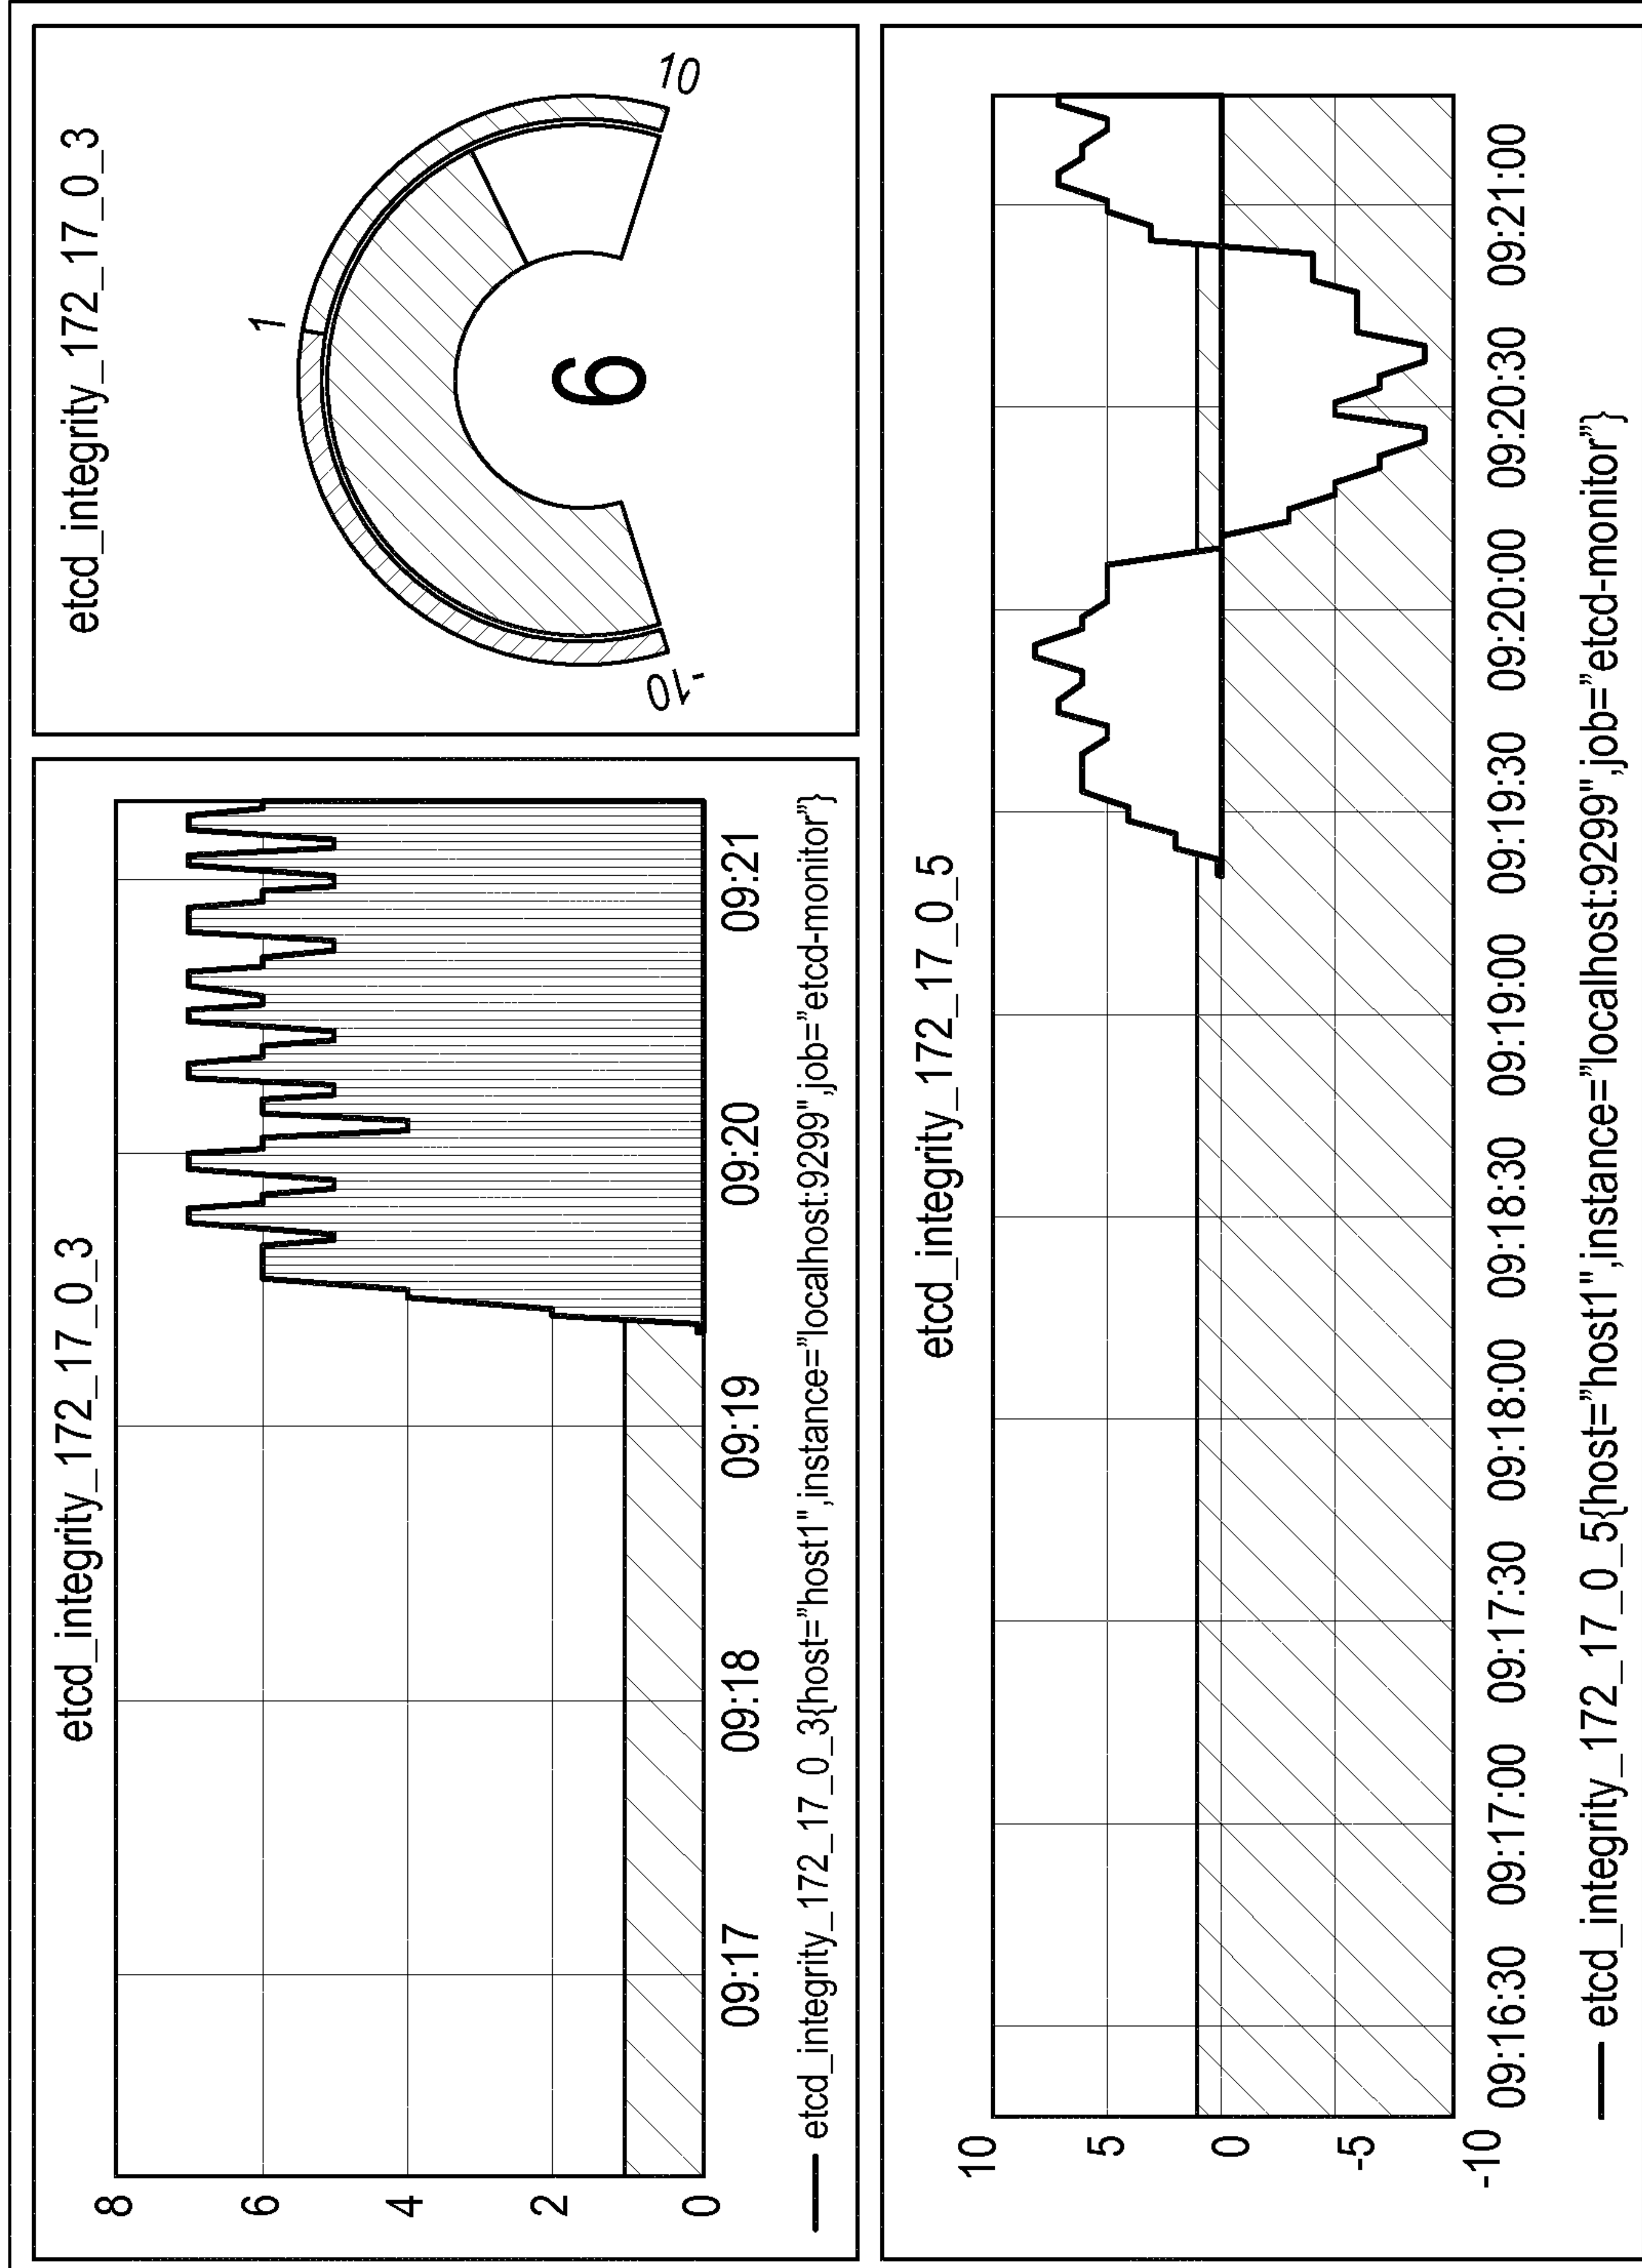 etcd_integrity_172_17_0_3
8
6
4
2
0
09:17 09:18 09:19 09:20 09:21
etcd_integrity_172_17_0_3{host="host1",instance="localhost:9299",job="etcd-monitor"}
etcd_integrity_172_17_0_3
1
-10
10
6
etcd_integrity_172_17_0_5
10
5
0
-5
-10
09:16:30 09:17:00 09:17:30 09:18:00 09:18:30 09:19:00 09:19:30 09:20:00 09:20:30 09:21:00
etcd_integrity_172_17_0_5{host="host1",instance="localhost:9299",job="etcd-monitor"}